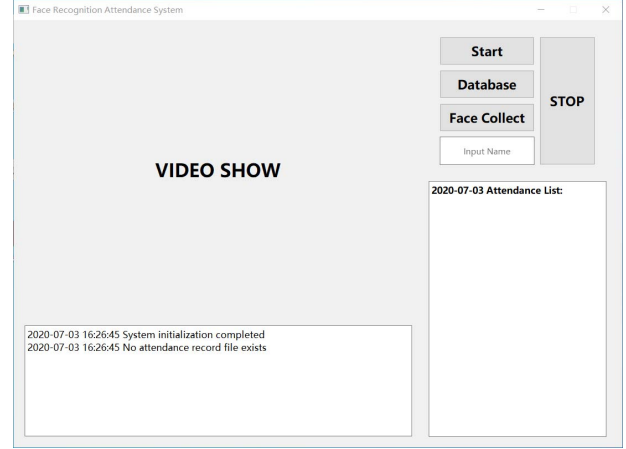 Face Recognition Attendance System
Start
Database
Face Collect
Input Name
STOP
VIDEO SHOW
2020-07-03 Attendance List:
2020-07-03 16:26:45 System initialization completed
2020-07-03 16:26:45 No attendance record file exists